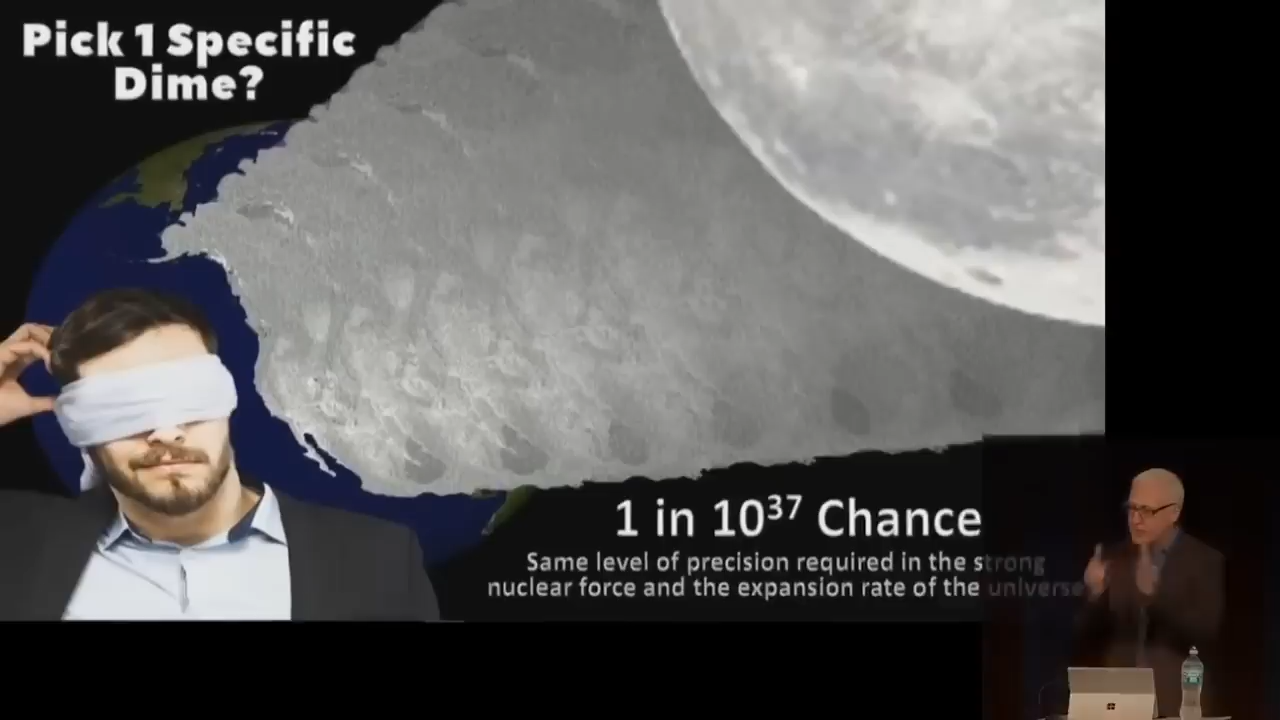 Pick 1 Specific
Dime?
1 in 10³⁷ Chance
Same level of precision required in the strong
nuclear force and the expansion rate of the universe